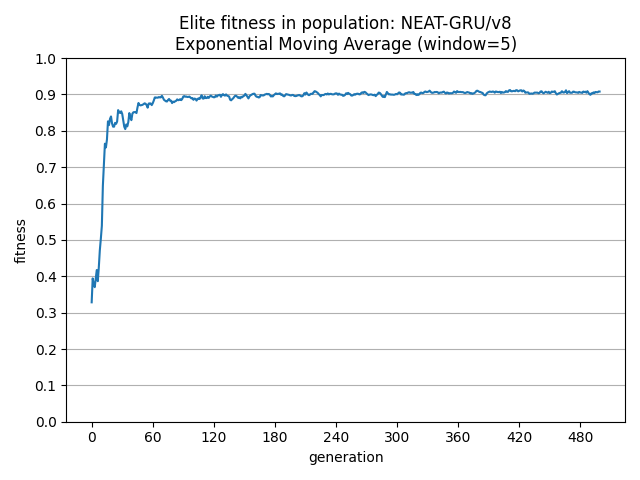 Elite fitness in population: NEAT-GRU/v8
Exponential Moving Average (window=5)
fitness
1.0
0.9
0.8
0.7
0.6
0.5
0.4
0.3
0.2
0.1
0.0
0 60 120 180 240 300 360 420 480
generation